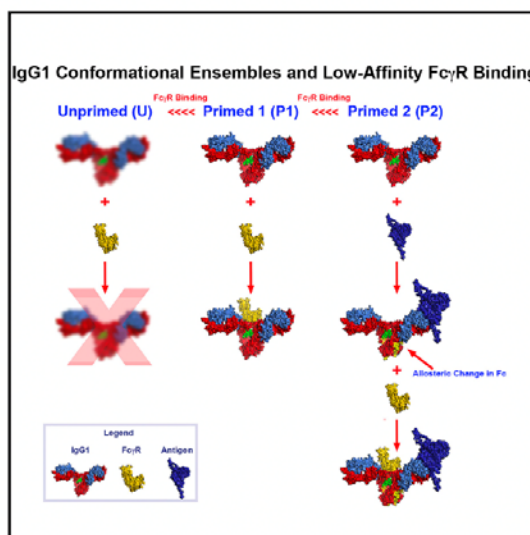 IgG1 Conformational Ensembles and Low-Affinity FcγR Binding
FcγR Binding FcγR Binding
Unprimed (U) <<<< Primed 1 (P1) <<<< Primed 2 (P2)
+ + +
X
Allosteric Change in Fc
+
Legend
IgG1 FcγR Antigen